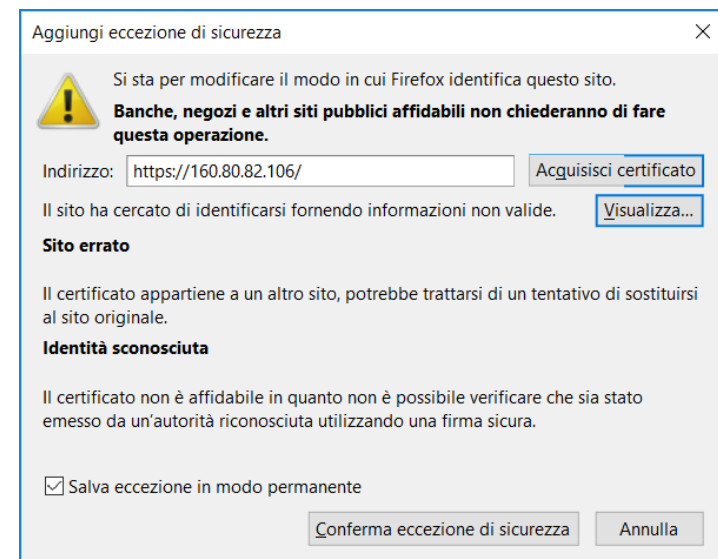 Aggiungi eccezione di sicurezza
Si sta per modificare il modo in cui Firefox identifica questo sito.
Banche, negozi e altri siti pubblici affidabili non chiederanno di fare
questa operazione.
Indirizzo: https://160.80.82.106/ Acquisisci certificato
Il sito ha cercato di identificarsi fornendo informazioni non valide. Visualizza...
Sito errato
Il certificato appartiene a un altro sito, potrebbe trattarsi di un tentativo di sostituirsi
al sito originale.
Identità sconosciuta
Il certificato non è affidabile in quanto non è possibile verificare che sia stato
emesso da un'autorità riconosciuta utilizzando una firma sicura.
Salva eccezione in modo permanente
Conferma eccezione di sicurezza Annulla